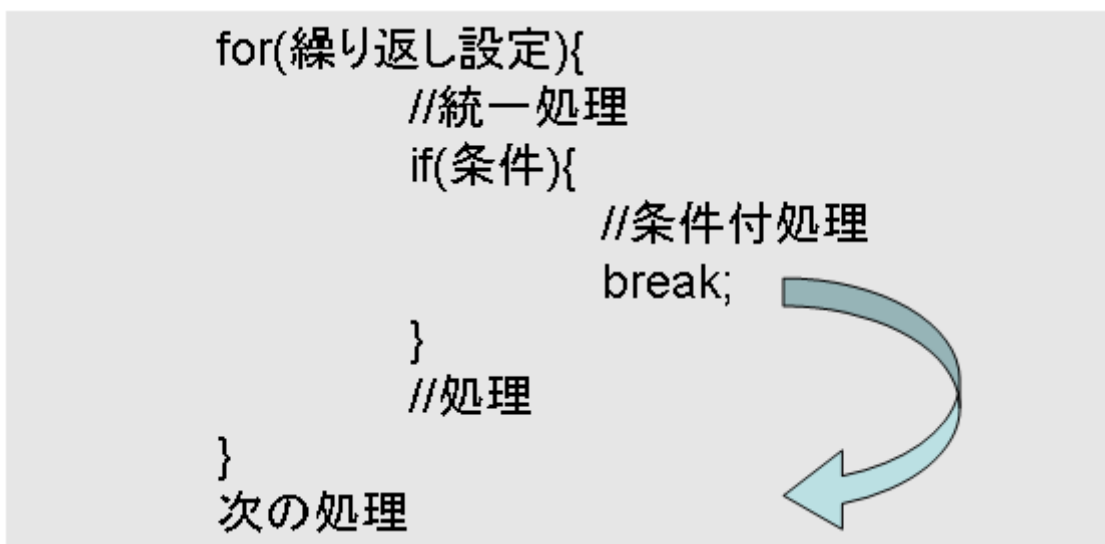 for(繰り返し設定){
//統一処理
if(条件){
//条件付処理
break;
}
//処理
}
次の処理